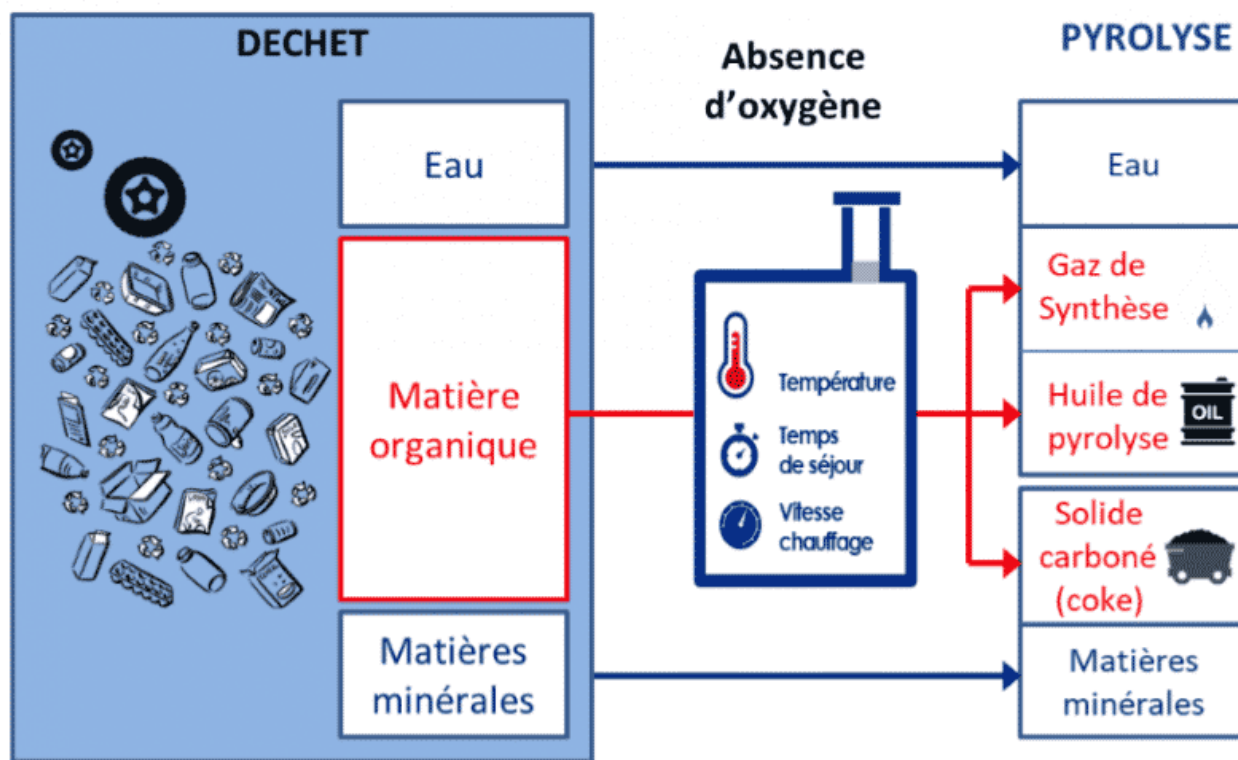 DECHET
Eau
Matière
organique
Matières
minérales
Absence
d'oxygène
Température
Temps
de séjour
Vitesse
chauffage
PYROLYSE
Eau
Gaz de
Synthèse
Huile de
pyrolyse
OIL
Solide
carboné
(coke)
Matières
minérales